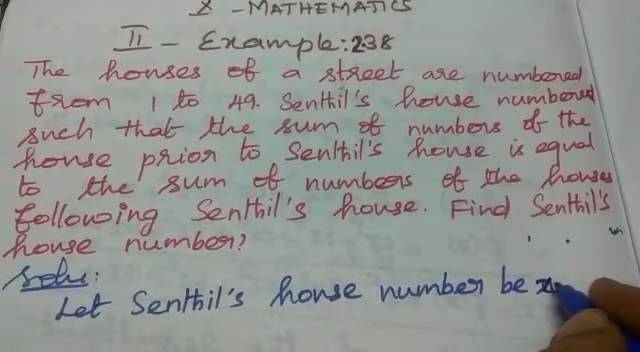 X - MATHEMATICS
II - Example: 2.38
The houses of a street are numbered
from 1 to 49. Senthil's house numbered
such that the sum of numbers of the
house prior to Senthil's house is equal
to the sum of numbers of the houses
following Senthil's house. Find Senthil's
house number?
Soln:
Let Senthil's house number be x